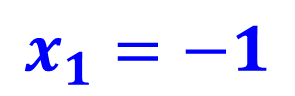 x₁ = −1